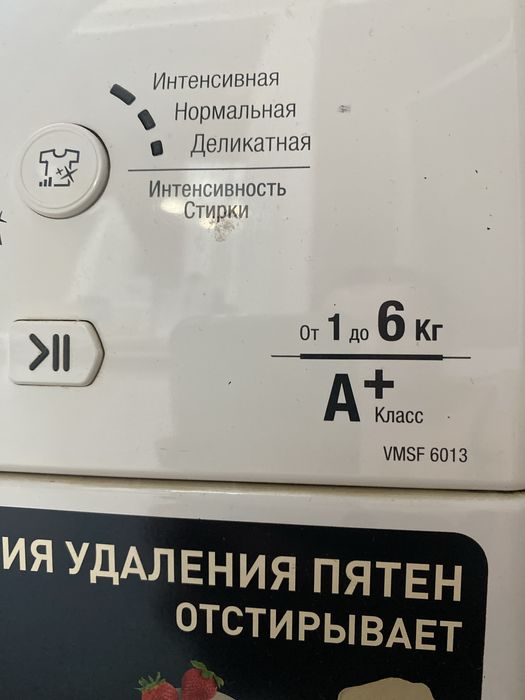 Интенсивная
Нормальная
Деликатная
Интенсивность
Стирки
От 1 до 6 Кг
A+
Класс
VMSF 6013
ИЯ УДАЛЕНИЯ ПЯТЕН
ОТСТИРЫВАЕТ